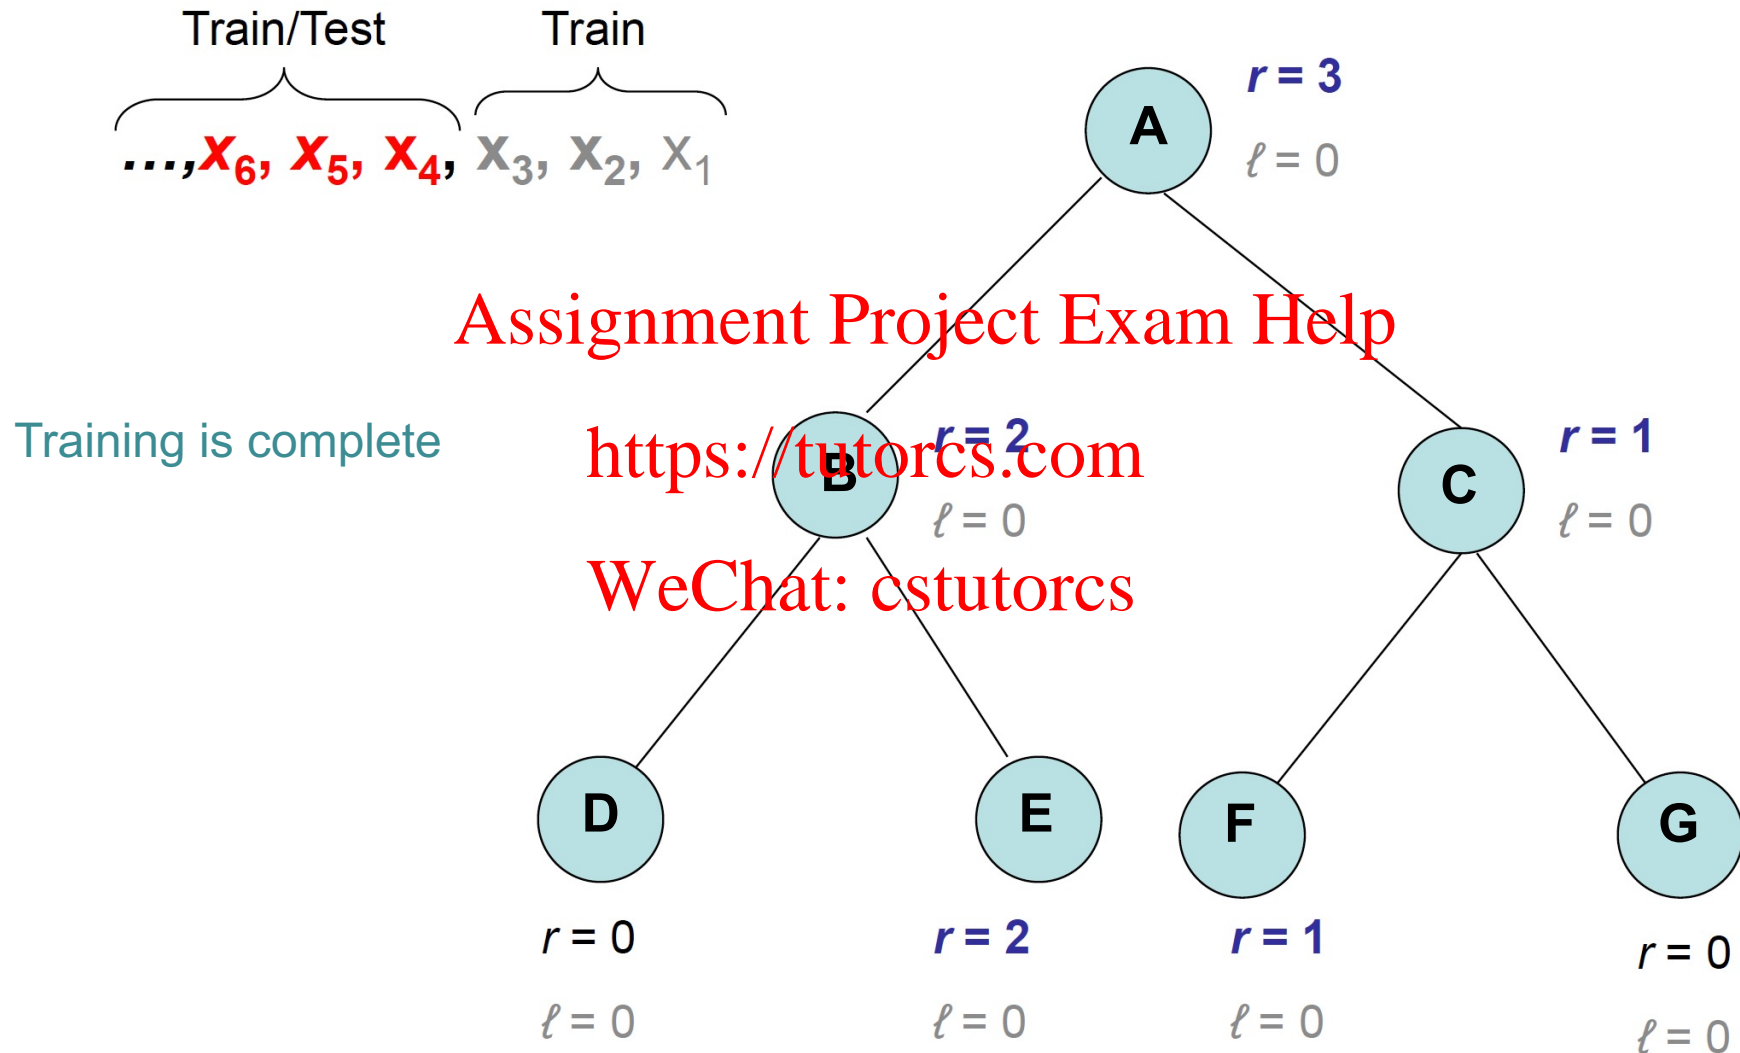 Train/Test Train
...,x6, x5, x4, x3, x2, x1
A
r = 3
ℓ = 0
Assignment Project Exam Help
Training is complete
https://tutorcs.com
WeChat: cstutorcs
B
r = 2
ℓ = 0
C
r = 1
ℓ = 0
D
r = 0
ℓ = 0
E
r = 2
ℓ = 0
F
r = 1
ℓ = 0
G
r = 0
ℓ = 0